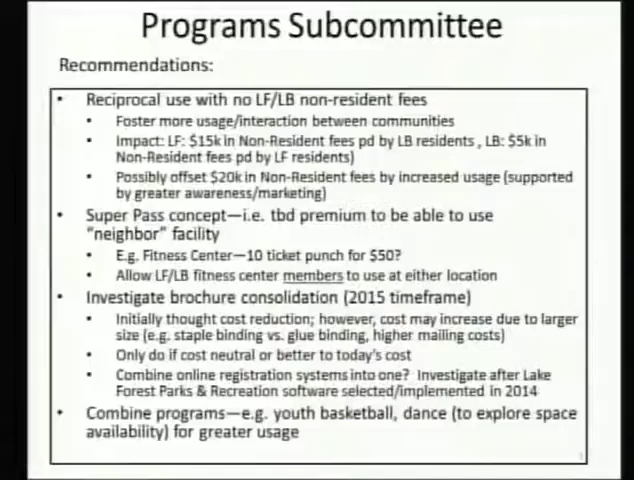 Programs Subcommittee
Recommendations:
• Reciprocal use with no LF/LB non-resident fees
• Foster more usage/interaction between communities
• Impact: LF: $15k in Non-Resident fees pd by LB residents , LB: $5k in
Non-Resident fees pd by LF residents)
• Possibly offset $20k in Non-Resident fees by increased usage (supported
by greater awareness/marketing)
• Super Pass concept—i.e. tbd premium to be able to use
"neighbor" facility
• E.g. Fitness Center—10 ticket punch for $50?
• Allow LF/LB fitness center members to use at either location
• Investigate brochure consolidation (2015 timeframe)
• Initially thought cost reduction; however, cost may increase due to larger
size (e.g. staple binding vs. glue binding, higher mailing costs)
• Only do if cost neutral or better to today's cost
• Combine online registration systems into one? Investigate after Lake
Forest Parks & Recreation software selected/implemented in 2014
• Combine programs—e.g. youth basketball, dance (to explore space
availability) for greater usage